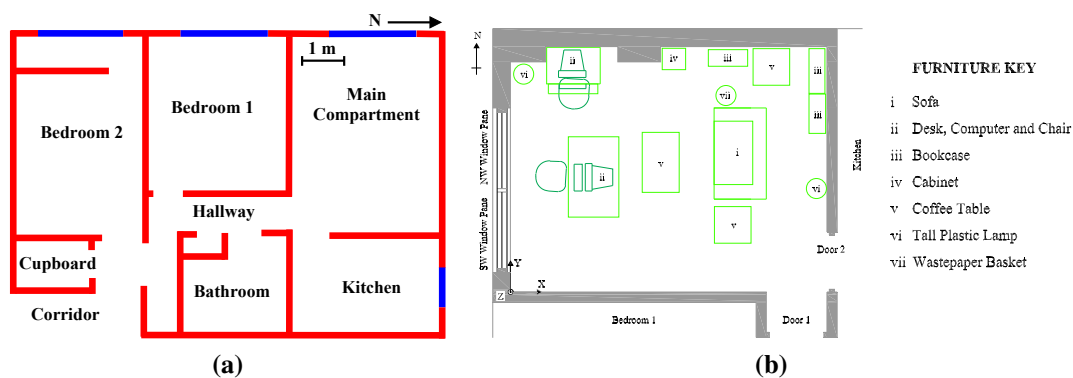 N
1 m
Bedroom 1
Main
Compartment
Bedroom 2
Hallway
Cupboard
Bathroom
Kitchen
Corridor
(a)
N
ii
iv
iii
v
iii
vi
vii
iii
NW Window Pane
v
i
Kitchen
ii
vi
SW Window Pane
v
Door 2
Y
X
Z
Bedroom 1
Door 1
(b)
FURNITURE KEY
i Sofa
ii Desk, Computer and Chair
iii Bookcase
iv Cabinet
v Coffee Table
vi Tall Plastic Lamp
vii Wastepaper Basket